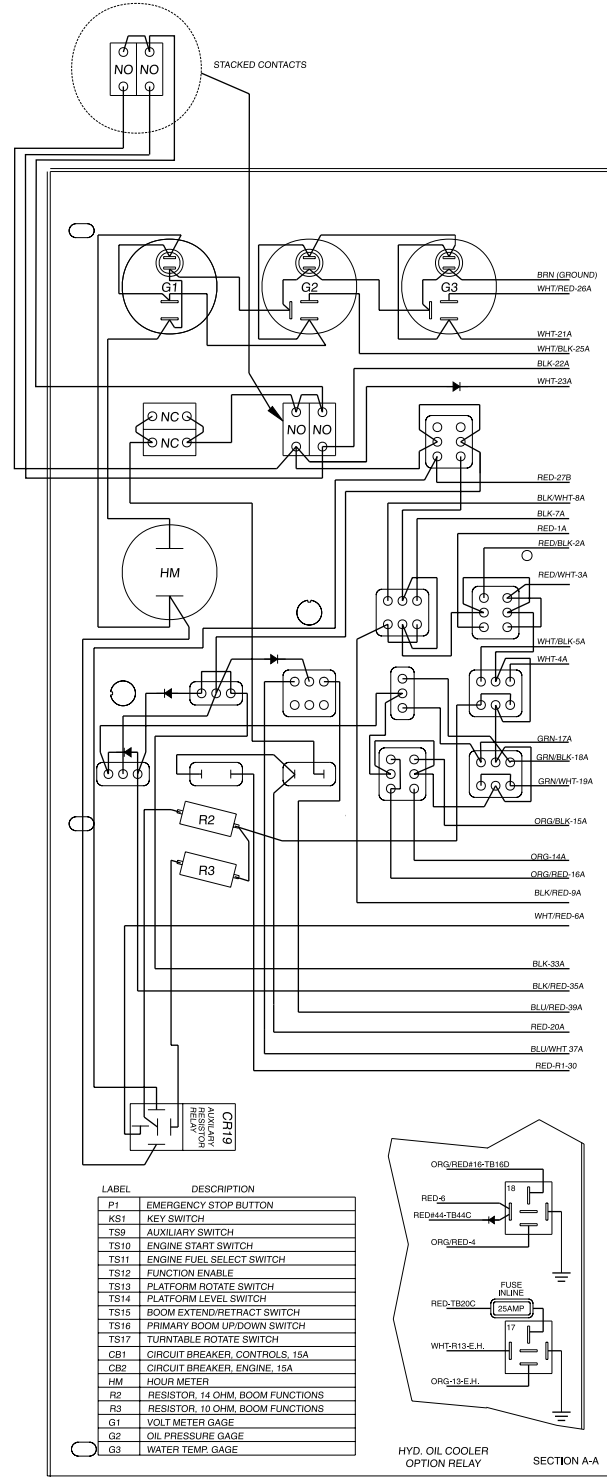 NO NO
STACKED CONTACTS
G1
G2
G3
BRN (GROUND)
WHT/RED-26A
WHT-21A
WHT/BLK-25A
BLK-22A
WHT-23A
NC
NC
NO NO
RED-27B
BLK/WHT-8A
BLK-7A
RED-1A
RED/BLK-2A
HM
RED/WHT-3A
WHT/BLK-5A
WHT-4A
GRN-17A
GRN/BLK-18A
GRN/WHT-19A
R2
ORG/BLK-15A
R3
ORG-14A
ORG/RED-16A
BLK/RED-9A
WHT/RED-6A
BLK-33A
BLK/RED-35A
BLU/RED-39A
RED-20A
BLU/WHT 37A
RED-R1-30
CR19
AUXILARY
RESISTOR
RELAY
LABEL DESCRIPTION
P1 EMERGENCY STOP BUTTON
KS1 KEY SWITCH
TS9 AUXILIARY SWITCH
TS10 ENGINE START SWITCH
TS11 ENGINE FUEL SELECT SWITCH
TS12 FUNCTION ENABLE
TS13 PLATFORM ROTATE SWITCH
TS14 PLATFORM LEVEL SWITCH
TS15 BOOM EXTEND/RETRACT SWITCH
TS16 PRIMARY BOOM UP/DOWN SWITCH
TS17 TURNTABLE ROTATE SWITCH
CB1 CIRCUIT BREAKER, CONTROLS, 15A
CB2 CIRCUIT BREAKER, ENGINE, 15A
HM HOUR METER
R2 RESISTOR, 14 OHM, BOOM FUNCTIONS
R3 RESISTOR, 10 OHM, BOOM FUNCTIONS
G1 VOLT METER GAGE
G2 OIL PRESSURE GAGE
G3 WATER TEMP. GAGE
ORG/RED#16-TB16D
18
RED-6
RED#44-TB44C
ORG/RED-4
FUSE
INLINE
RED-TB20C
25AMP
17
WHT-R13-E.H.
ORG-13-E.H.
HYD. OIL COOLER
OPTION RELAY
SECTION A-A